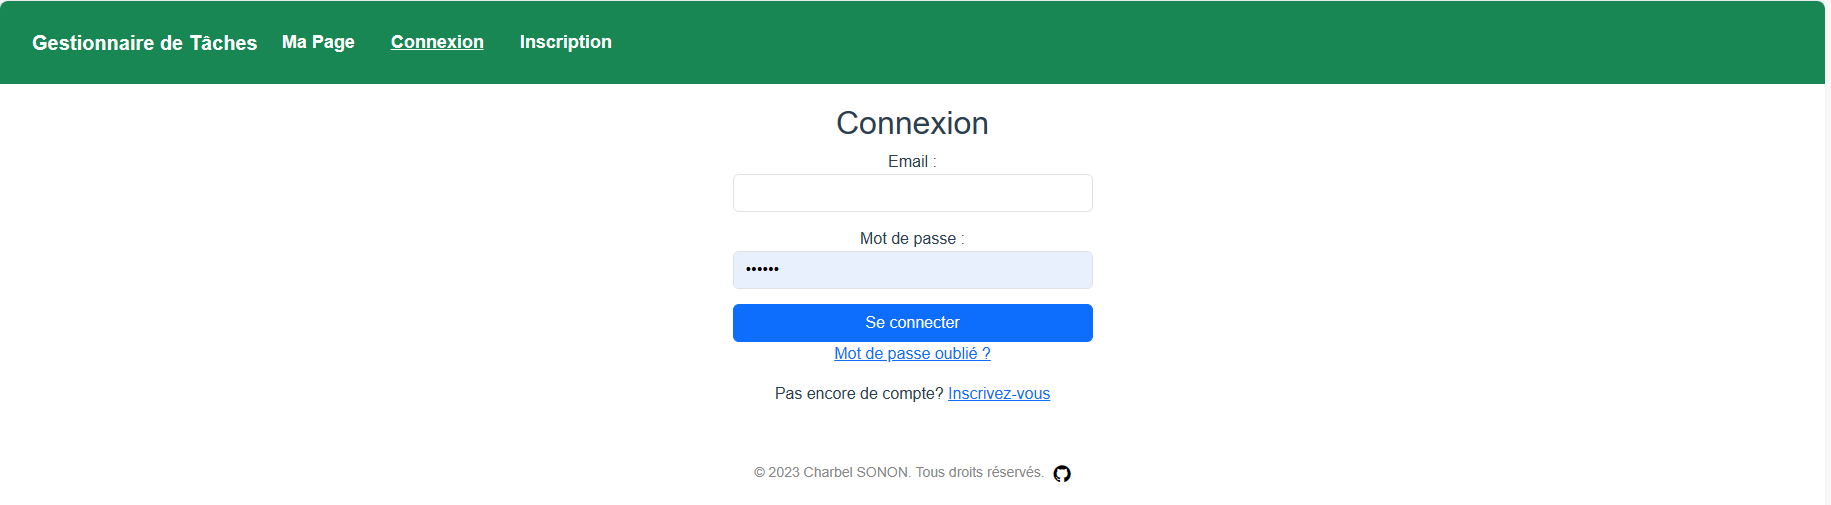 Gestionnaire de Tâches Ma Page Connexion Inscription
Connexion
Email :
Mot de passe :
••••••
Se connecter
Mot de passe oublié ?
Pas encore de compte? Inscrivez-vous
© 2023 Charbel SONON. Tous droits réservés.